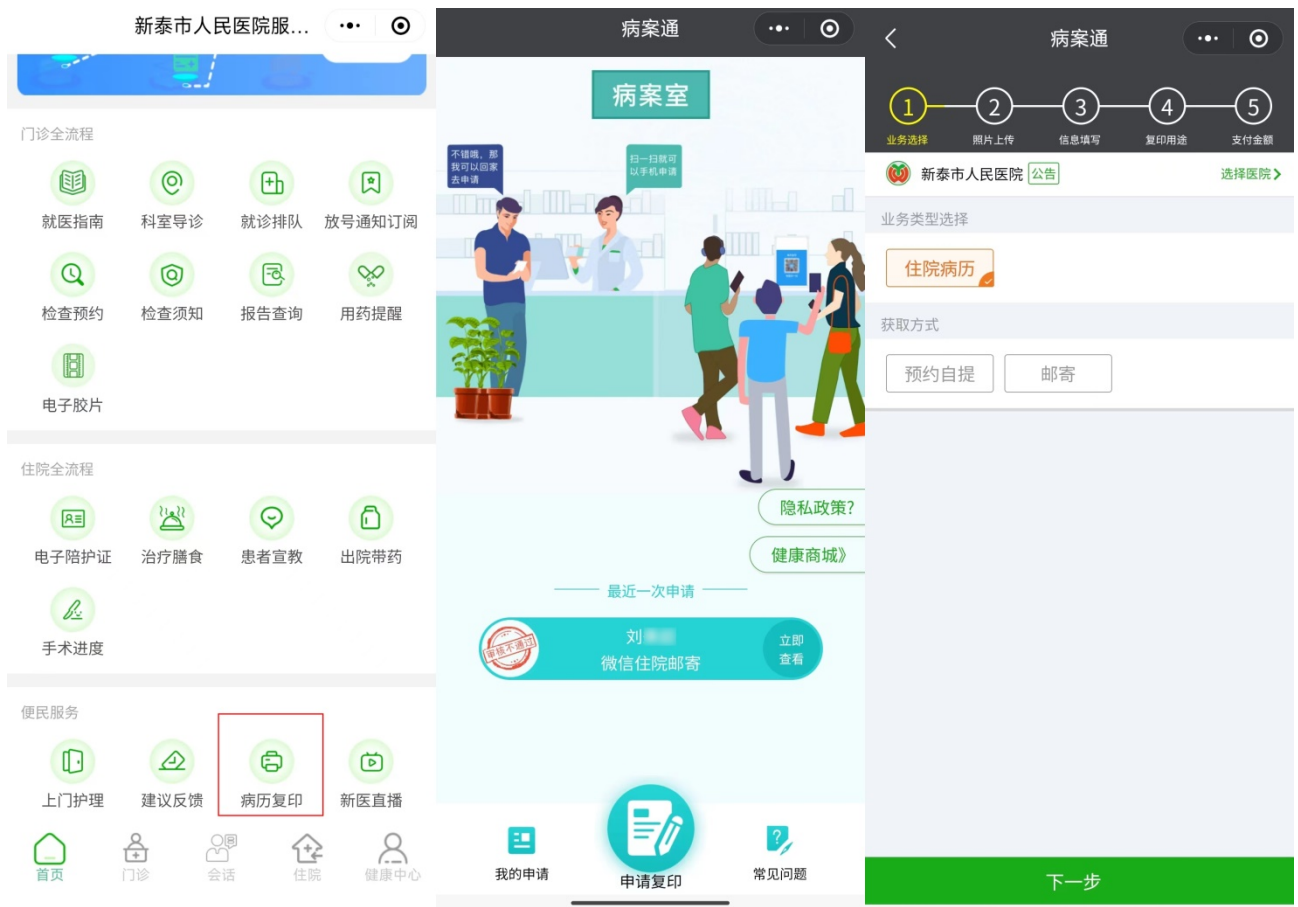 新泰市人民医院服...
门诊全流程
就医指南
科室导诊
就诊排队
放号通知订阅
检查预约
检查须知
报告查询
用药提醒
电子胶片
住院全流程
电子陪护证
治疗膳食
患者宣教
出院带药
手术进度
便民服务
上门护理
建议反馈
病历复印
新医直播
首页
门诊
会话
住院
健康中心
病案通
病案室
不错哦，那
我可以回家
去申请
扫一扫就可
以手机申请
隐私政策?
健康商城》
最近一次申请
审核不通过
刘
微信住院邮寄
立即
查看
我的申请
申请复印
常见问题
病案通
1
2
3
4
5
业务选择
照片上传
信息填写
复印用途
支付金额
新泰市人民医院
公告
选择医院
业务类型选择
住院病历
获取方式
预约自提
邮寄
下一步